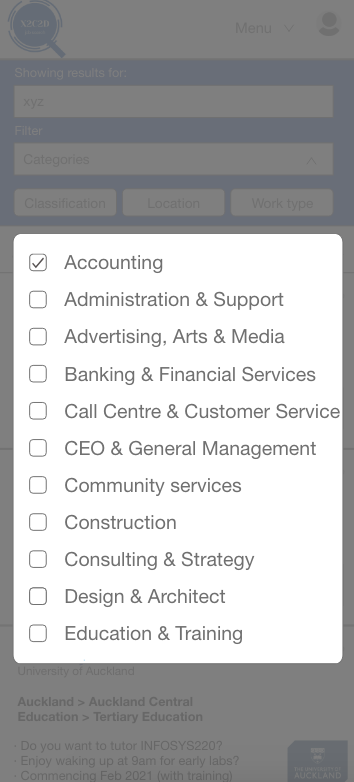 Menu
Showing results for:
xyz
Filter
Categories
Classification
Location
Work type
Accounting
Administration & Support
Advertising, Arts & Media
Banking & Financial Services
Call Centre & Customer Service
CEO & General Management
Community services
Construction
Consulting & Strategy
Design & Architect
Education & Training
University of Auckland
Auckland > Auckland Central
Education > Tertiary Education
· Do you want to tutor INFOSYS220?
· Enjoy waking up at 9am for early labs?
· Commencing Feb 2021 (with training)
AUCKLAND